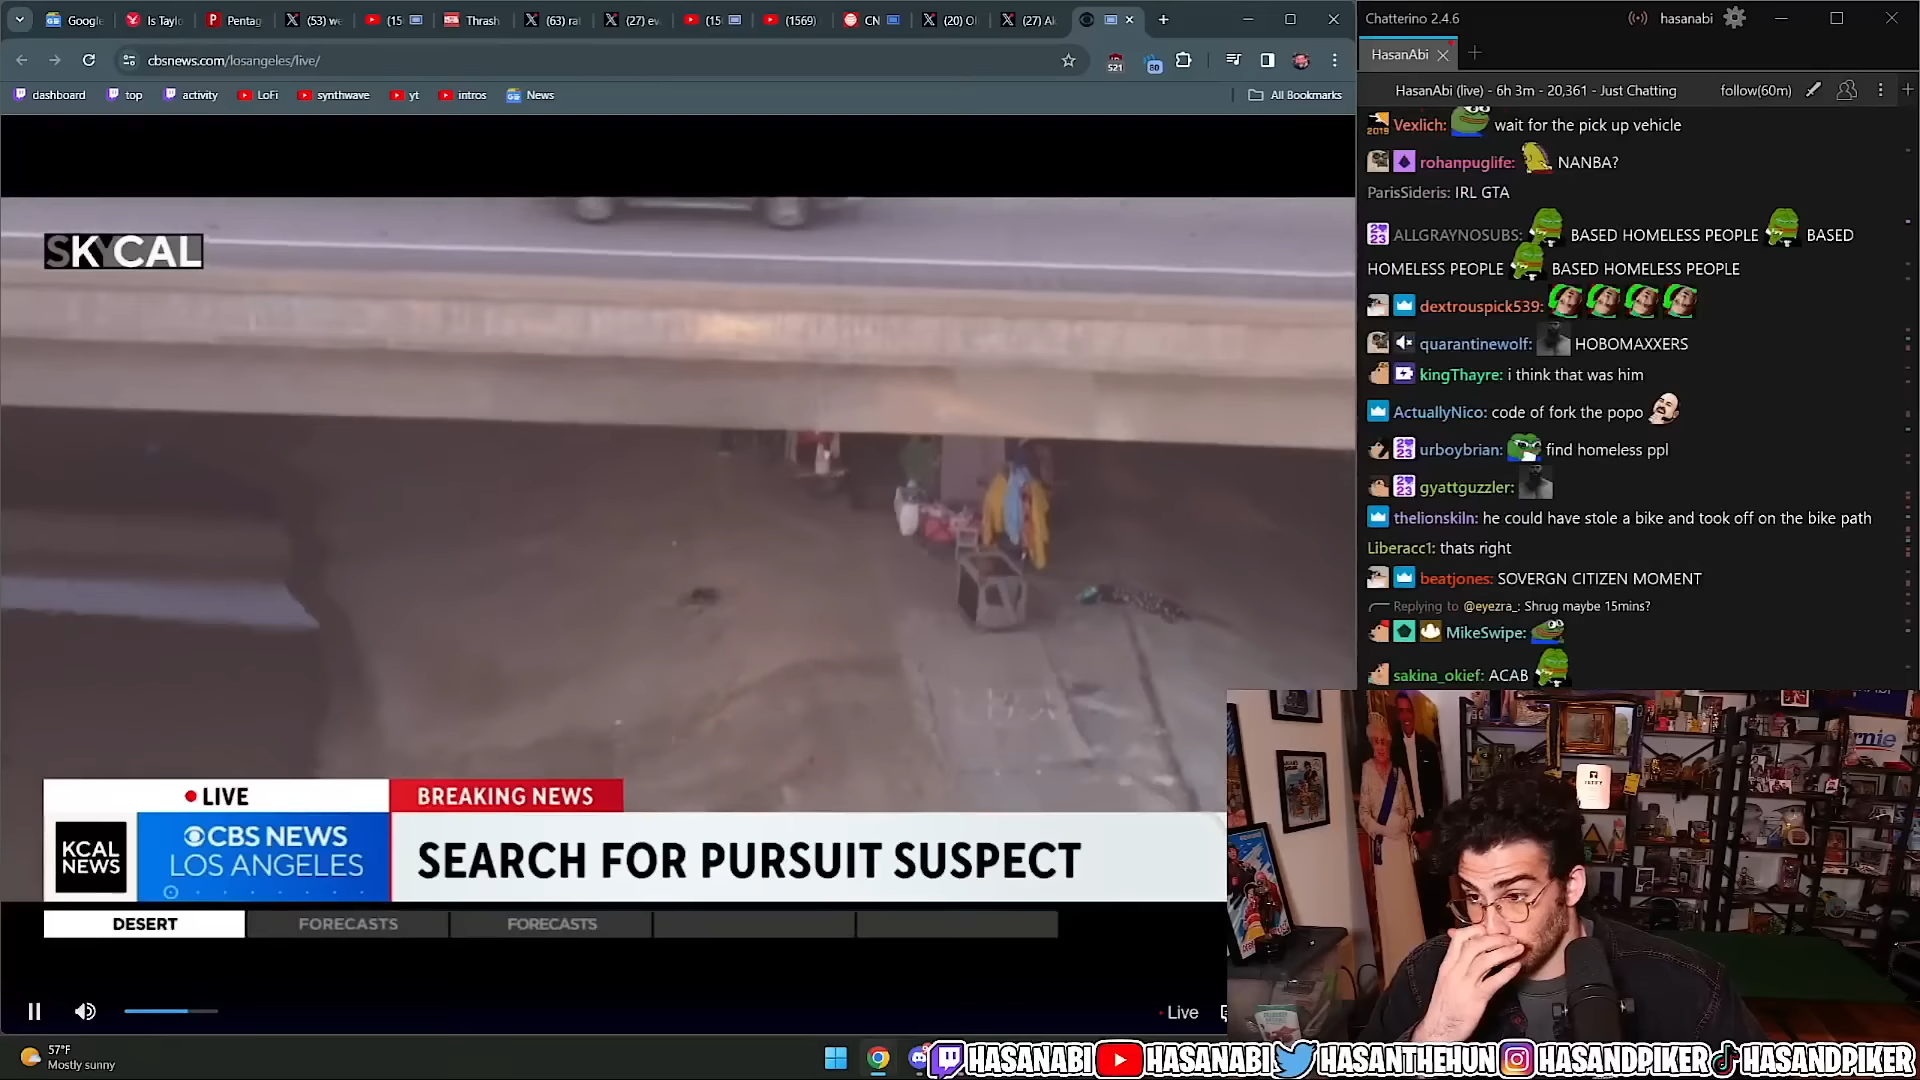 Google
Is Taylo
Pentag
(53) we
(15
Thrash
(63) rat
(27) ev
(15
(1569)
CN
(20) O
(27) Al
Chatterino 2.4.6
hasanabi
cbsnews.com/losangeles/live/
521
80
HasanAbi
dashboard
top
activity
LoFi
synthwave
yt
intros
News
All Bookmarks
HasanAbi (live) - 6h 3m - 20,361 - Just Chatting
follow(60m)
Vexlich: wait for the pick up vehicle
rohanpuglife: NANBA?
ParisSideris: IRL GTA
ALLGRAYNOSUBS: BASED HOMELESS PEOPLE BASED
HOMELESS PEOPLE BASED HOMELESS PEOPLE
dextrouspick539:
quarantinewolf: HOBOMAXXERS
kingThayre: i think that was him
ActuallyNico: code of fork the popo
urboybrian: find homeless ppl
gyattguzzler:
thelionskiln: he could have stole a bike and took off on the bike path
Liberacc1: thats right
beatjones: SOVERGN CITIZEN MOMENT
Replying to @eyezra_: Shrug maybe 15mins?
MikeSwipe:
sakina_okief: ACAB
SKYCAL
LIVE
BREAKING NEWS
KCAL
NEWS
CBS NEWS
LOS ANGELES
SEARCH FOR PURSUIT SUSPECT
DESERT
FORECASTS
FORECASTS
Live
57°F
Mostly sunny
HASANABI
HASANABI
HASANTHEHUN
HASANDPIKER
HASANDPIKER